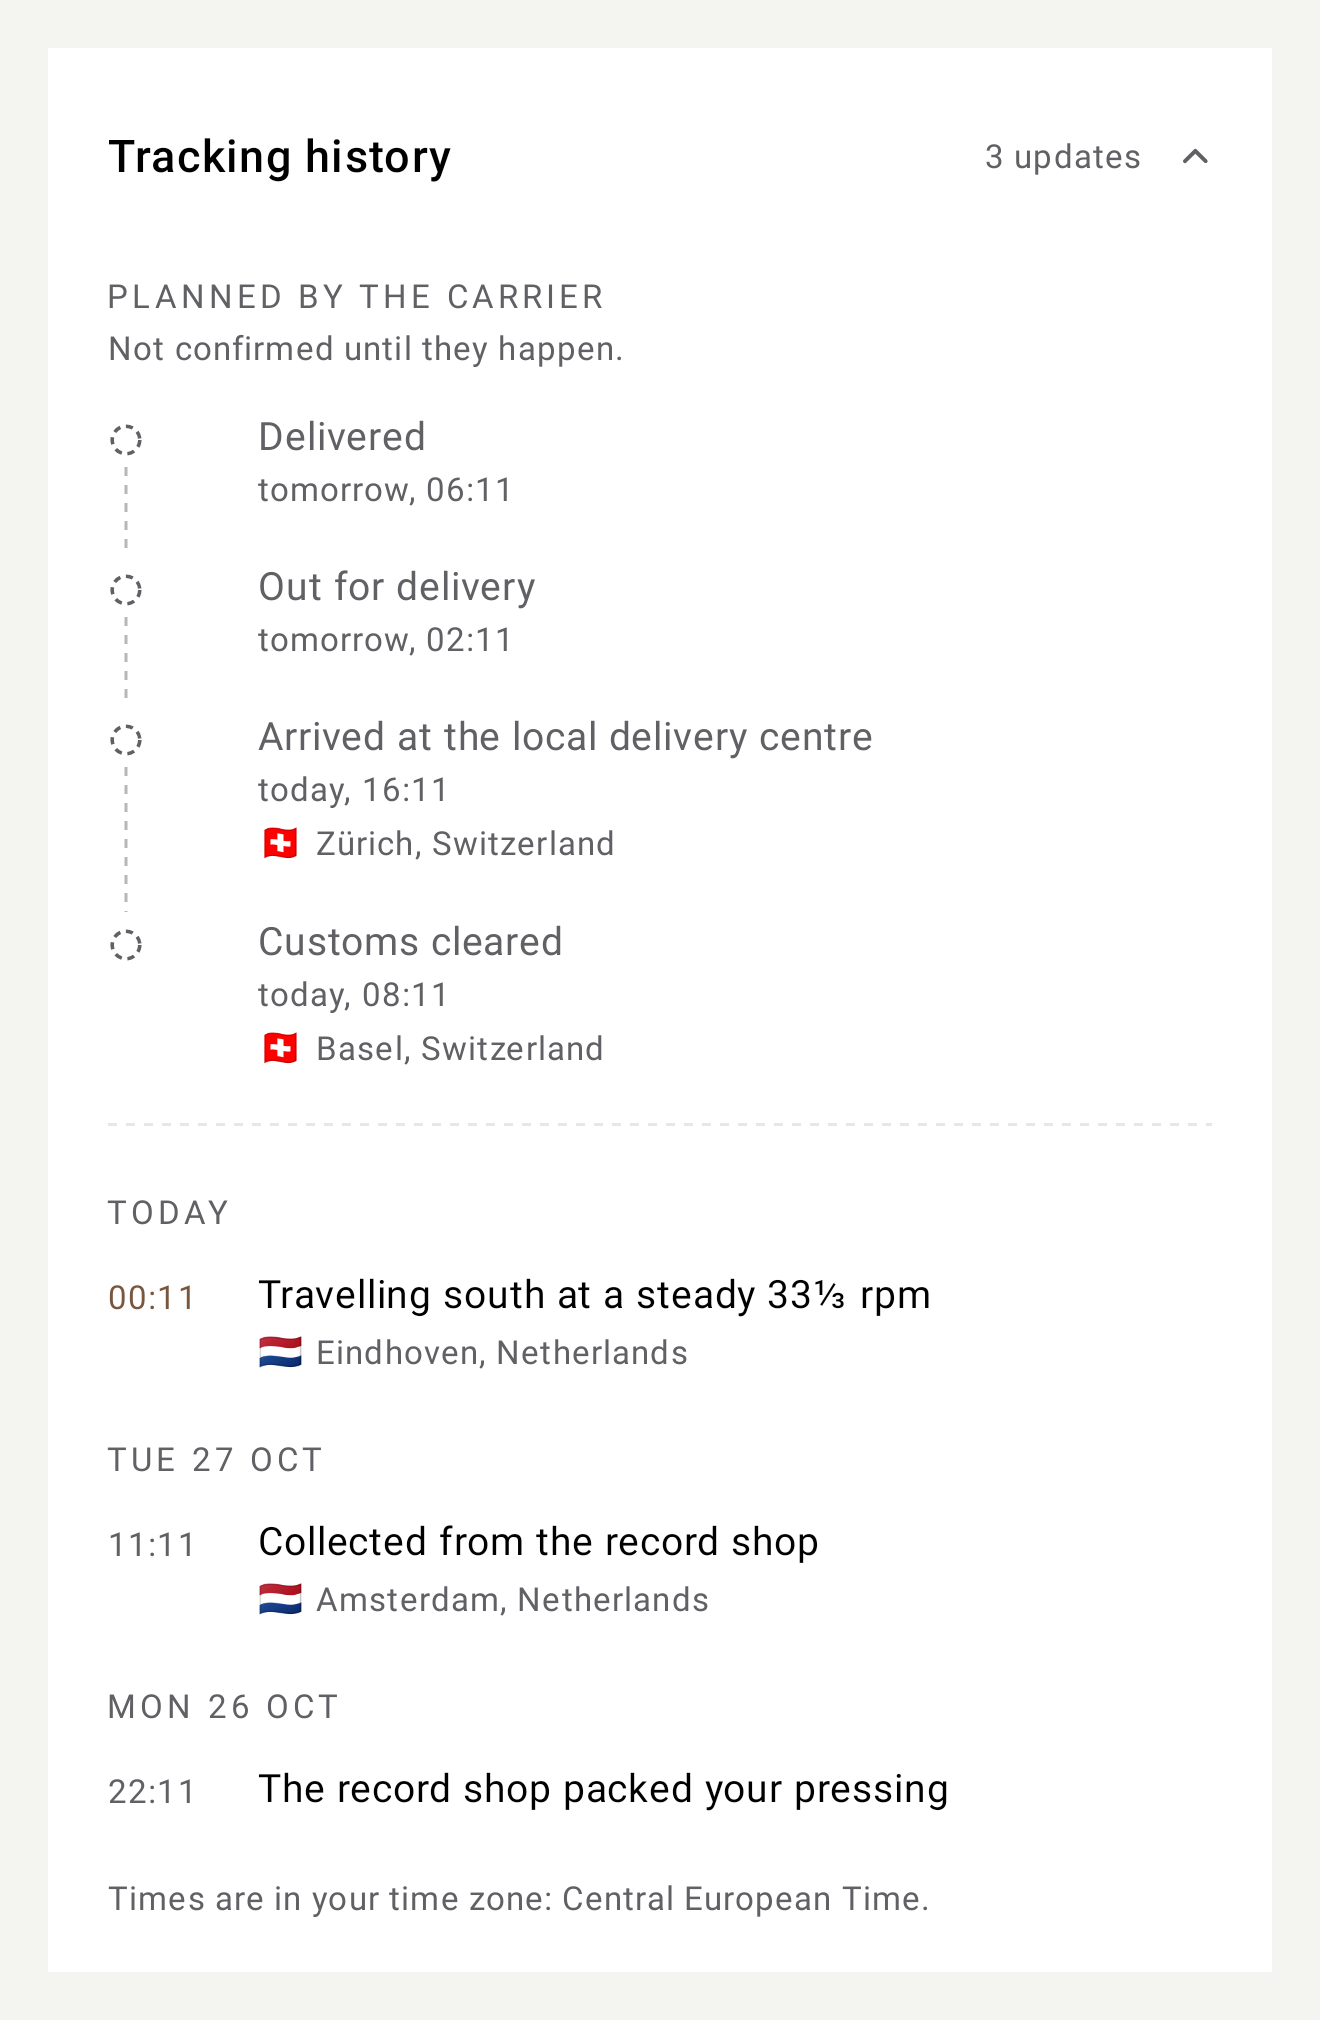 Tracking history
3 updates
PLANNED BY THE CARRIER
Not confirmed until they happen.
Delivered
tomorrow, 06:11
Out for delivery
tomorrow, 02:11
Arrived at the local delivery centre
today, 16:11
🇨🇭 Zürich, Switzerland
Customs cleared
today, 08:11
🇨🇭 Basel, Switzerland
TODAY
00:11 Travelling south at a steady 33⅓ rpm
🇳🇱 Eindhoven, Netherlands
TUE 27 OCT
11:11 Collected from the record shop
🇳🇱 Amsterdam, Netherlands
MON 26 OCT
22:11 The record shop packed your pressing
Times are in your time zone: Central European Time.